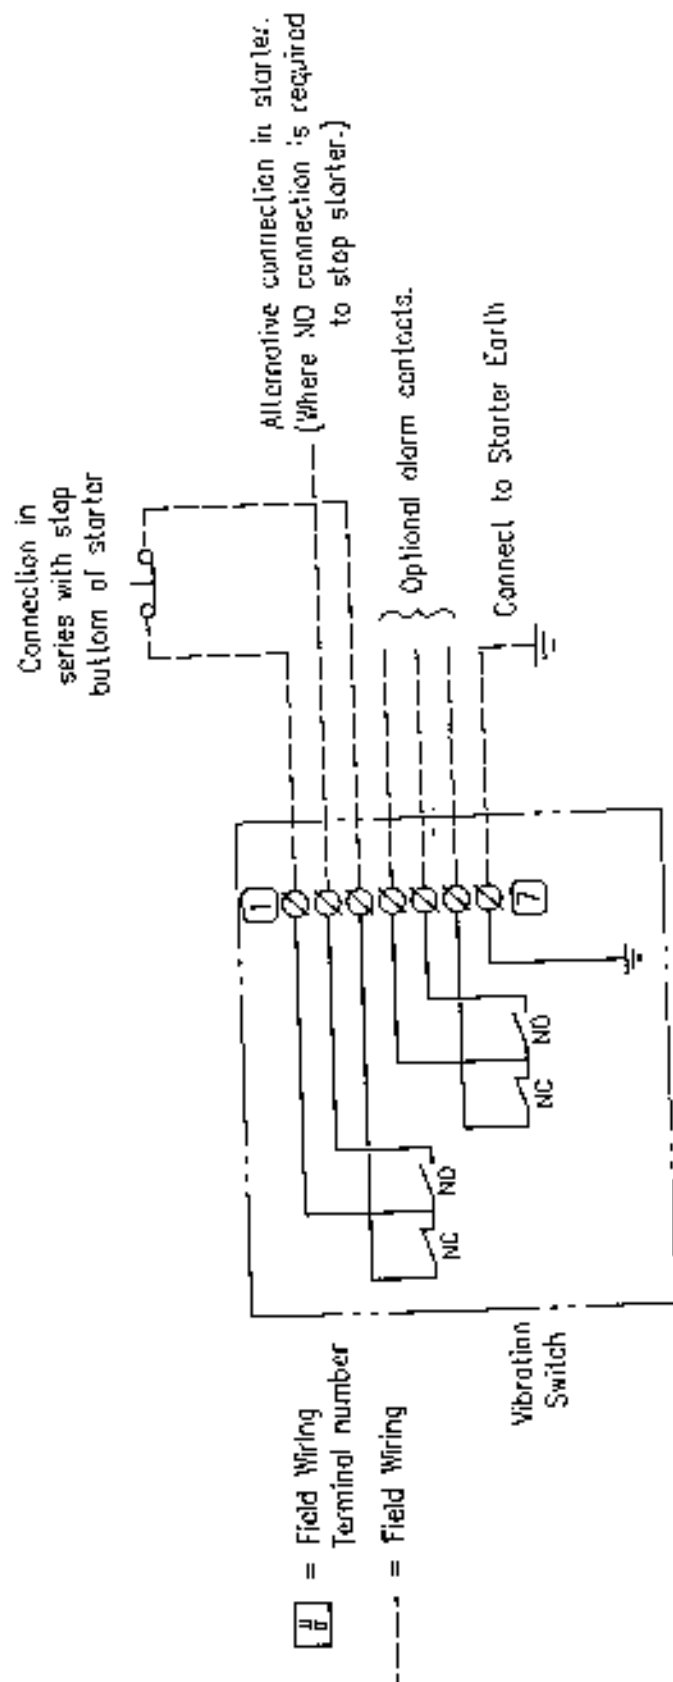 Connection in
series with stop
buttom of starter
Alternative connection in starter.
(Where NO connection is required
to stop starter.)
Optional alarm contacts.
Connect to Starter Earth
1
7
NO
NC
NO
NC
Vibration
Switch
## = Field Wiring
Terminal number
= Field Wiring